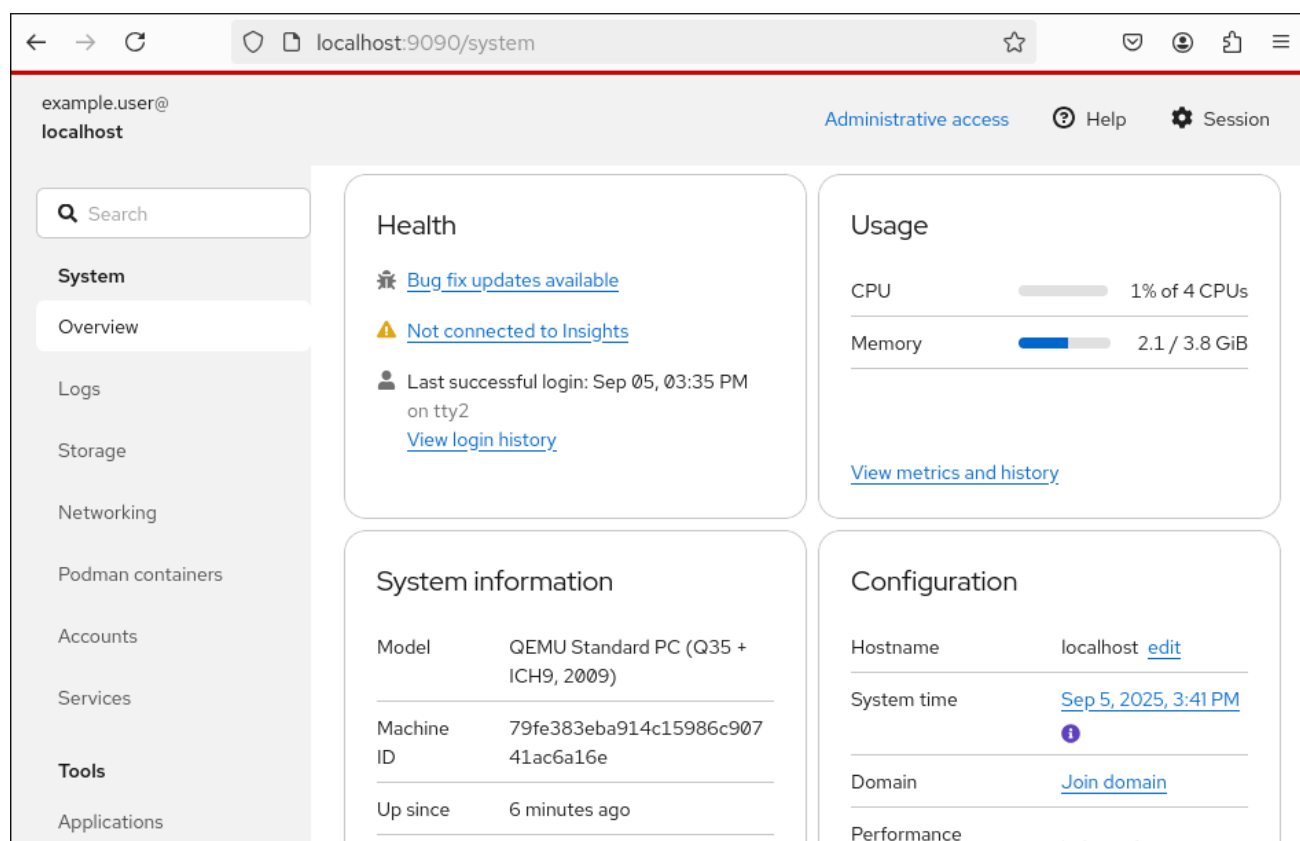 localhost:9090/system
example.user@
localhost
Administrative access
Help
Session
Search
System
Overview
Logs
Storage
Networking
Podman containers
Accounts
Services
Tools
Applications
Health
Bug fix updates available
Not connected to Insights
Last successful login: Sep 05, 03:35 PM
on tty2
View login history
Usage
CPU 1% of 4 CPUs
Memory 2.1 / 3.8 GiB
View metrics and history
System information
Model QEMU Standard PC (Q35 +
ICH9, 2009)
Machine 79fe383eba914c15986c907
ID 41ac6a16e
Up since 6 minutes ago
Configuration
Hostname localhost edit
System time Sep 5, 2025, 3:41 PM
Domain Join domain
Performance